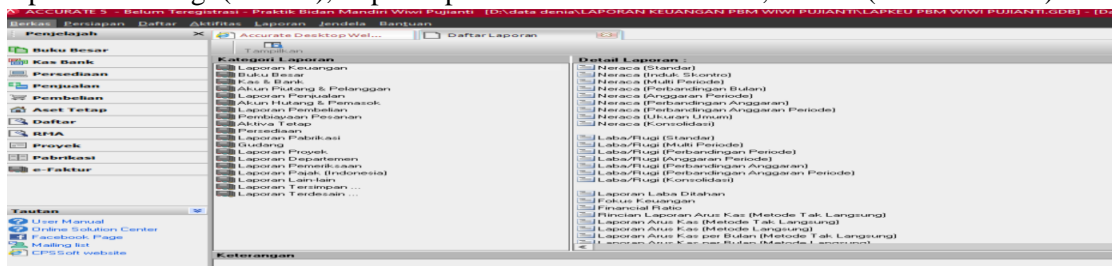 ACCURATE 5 - Belum Teregistrasi - Praktik Bidan Mandiri Wiwi Pujianti [D:\data denia\LAPORAN KEUANGAN PBM WIWI PUJIANTI\LAPKEU PBM WIWI PUJIANTI.GDB] - [De
Berkas Persiapan Daftar Aktifitas Laporan Jendela Bantuan
Penjelajah
Accurate Desktop Wel... Daftar Laporan
Tampilkan
Buku Besar
Kas Bank
Persediaan
Penjualan
Pembelian
Aset Tetap
Daftar
RMA
Proyek
Pabrikasi
e-Faktur
Tautan
User Manual
Online Solution Center
Facebook Page
Mailing list
CPSSoft website
Kategori Laporan
Laporan Keuangan
Buku Besar
Kas & Bank
Akun Piutang & Pelanggan
Laporan Penjualan
Akun Hutang & Pemasok
Laporan Pembelian
Pembiayaan Pesanan
Aktiva Tetap
Persediaan
Laporan Pabrikasi
Gudang
Laporan Proyek
Laporan Departemen
Laporan Pemeriksaan
Laporan Pajak (Indonesia)
Laporan Lain-lain
Laporan Tersimpan ...
Laporan Terdesain ...
Detail Laporan :
Neraca (Standar)
Neraca (Induk Skontro)
Neraca (Multi Periode)
Neraca (Perbandingan Bulan)
Neraca (Anggaran Periode)
Neraca (Perbandingan Anggaran)
Neraca (Perbandingan Anggaran Periode)
Neraca (Ukuran Umum)
Neraca (Konsolidasi)
Laba/Rugi (Standar)
Laba/Rugi (Multi Periode)
Laba/Rugi (Perbandingan Periode)
Laba/Rugi (Anggaran Periode)
Laba/Rugi (Perbandingan Anggaran)
Laba/Rugi (Perbandingan Anggaran Periode)
Laba/Rugi (Konsolidasi)
Laporan Laba Ditahan
Fokus Keuangan
Financial Ratio
Rincian Laporan Arus Kas (Metode Tak Langsung)
Laporan Arus Kas (Metode Tak Langsung)
Laporan Arus Kas (Metode Langsung)
Laporan Arus Kas per Bulan (Metode Tak Langsung)
Laporan Arus Kas per Bulan (Metode Langsung)
Keterangan